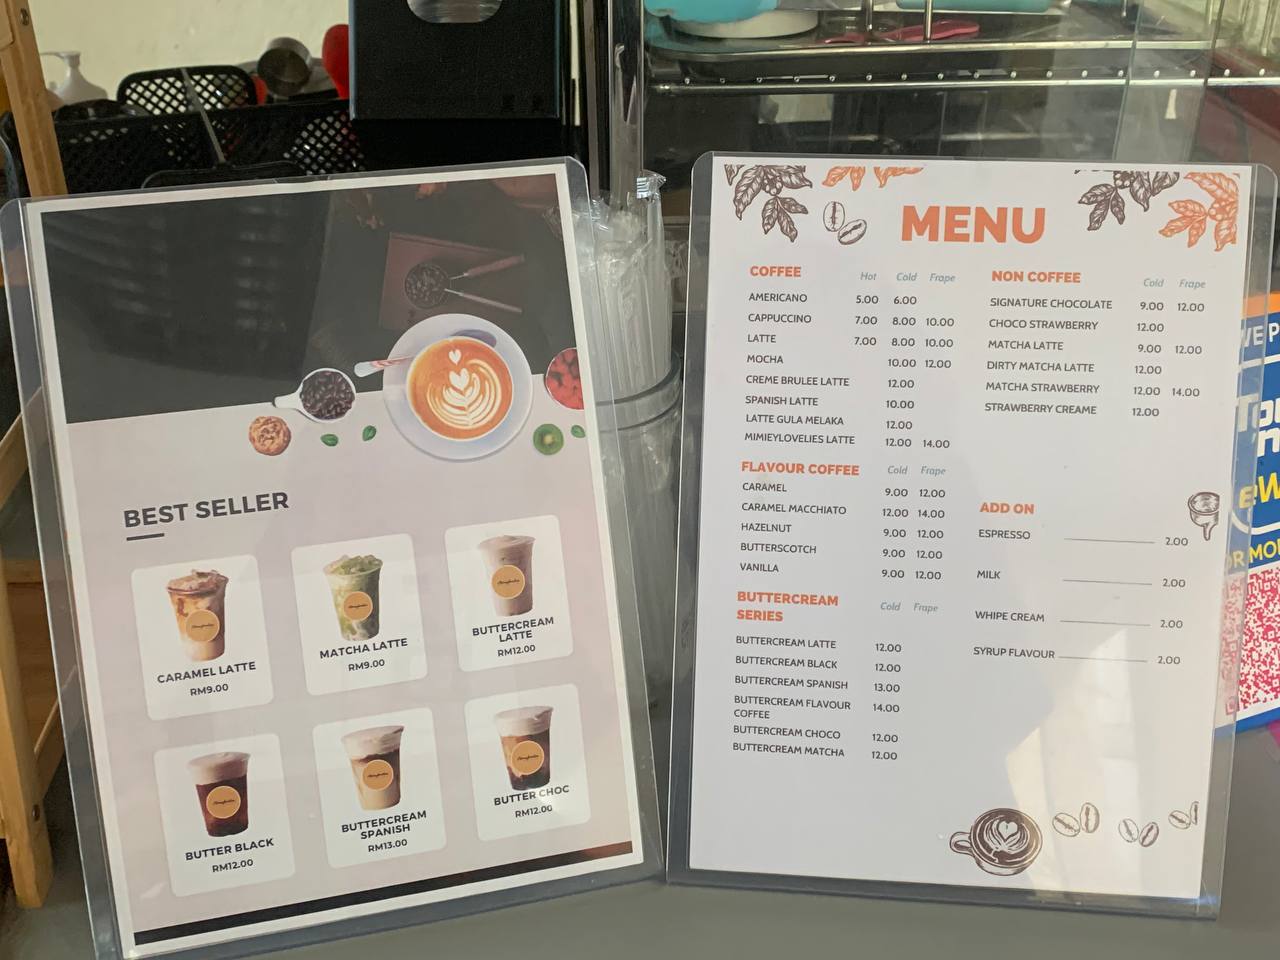 BEST SELLER
CARAMEL LATTE
RM9.00
MATCHA LATTE
RM9.00
BUTTERCREAM
LATTE
RM12.00
BUTTER BLACK
RM12.00
BUTTERCREAM
SPANISH
RM13.00
BUTTER CHOC
RM12.00
MENU
COFFEE Hot Cold Frape
AMERICANO 5.00 6.00
CAPPUCCINO 7.00 8.00 10.00
LATTE 7.00 8.00 10.00
MOCHA 10.00 12.00
CREME BRULEE LATTE 12.00
SPANISH LATTE 10.00
LATTE GULA MELAKA 12.00
MIMIEYLOVELIES LATTE 12.00 14.00
FLAVOUR COFFEE Cold Frape
CARAMEL 9.00 12.00
CARAMEL MACCHIATO 12.00 14.00
HAZELNUT 9.00 12.00
BUTTERSCOTCH 9.00 12.00
VANILLA 9.00 12.00
BUTTERCREAM Cold Frape
SERIES
BUTTERCREAM LATTE 12.00
BUTTERCREAM BLACK 12.00
BUTTERCREAM SPANISH 13.00
BUTTERCREAM FLAVOUR 14.00
COFFEE
BUTTERCREAM CHOCO 12.00
BUTTERCREAM MATCHA 12.00
NON COFFEE Cold Frape
SIGNATURE CHOCOLATE 9.00 12.00
CHOCO STRAWBERRY 12.00
MATCHA LATTE 9.00 12.00
DIRTY MATCHA LATTE 12.00
MATCHA STRAWBERRY 12.00 14.00
STRAWBERRY CREAME 12.00
ADD ON
ESPRESSO 2.00
MILK 2.00
WHIPE CREAM 2.00
SYRUP FLAVOUR 2.00